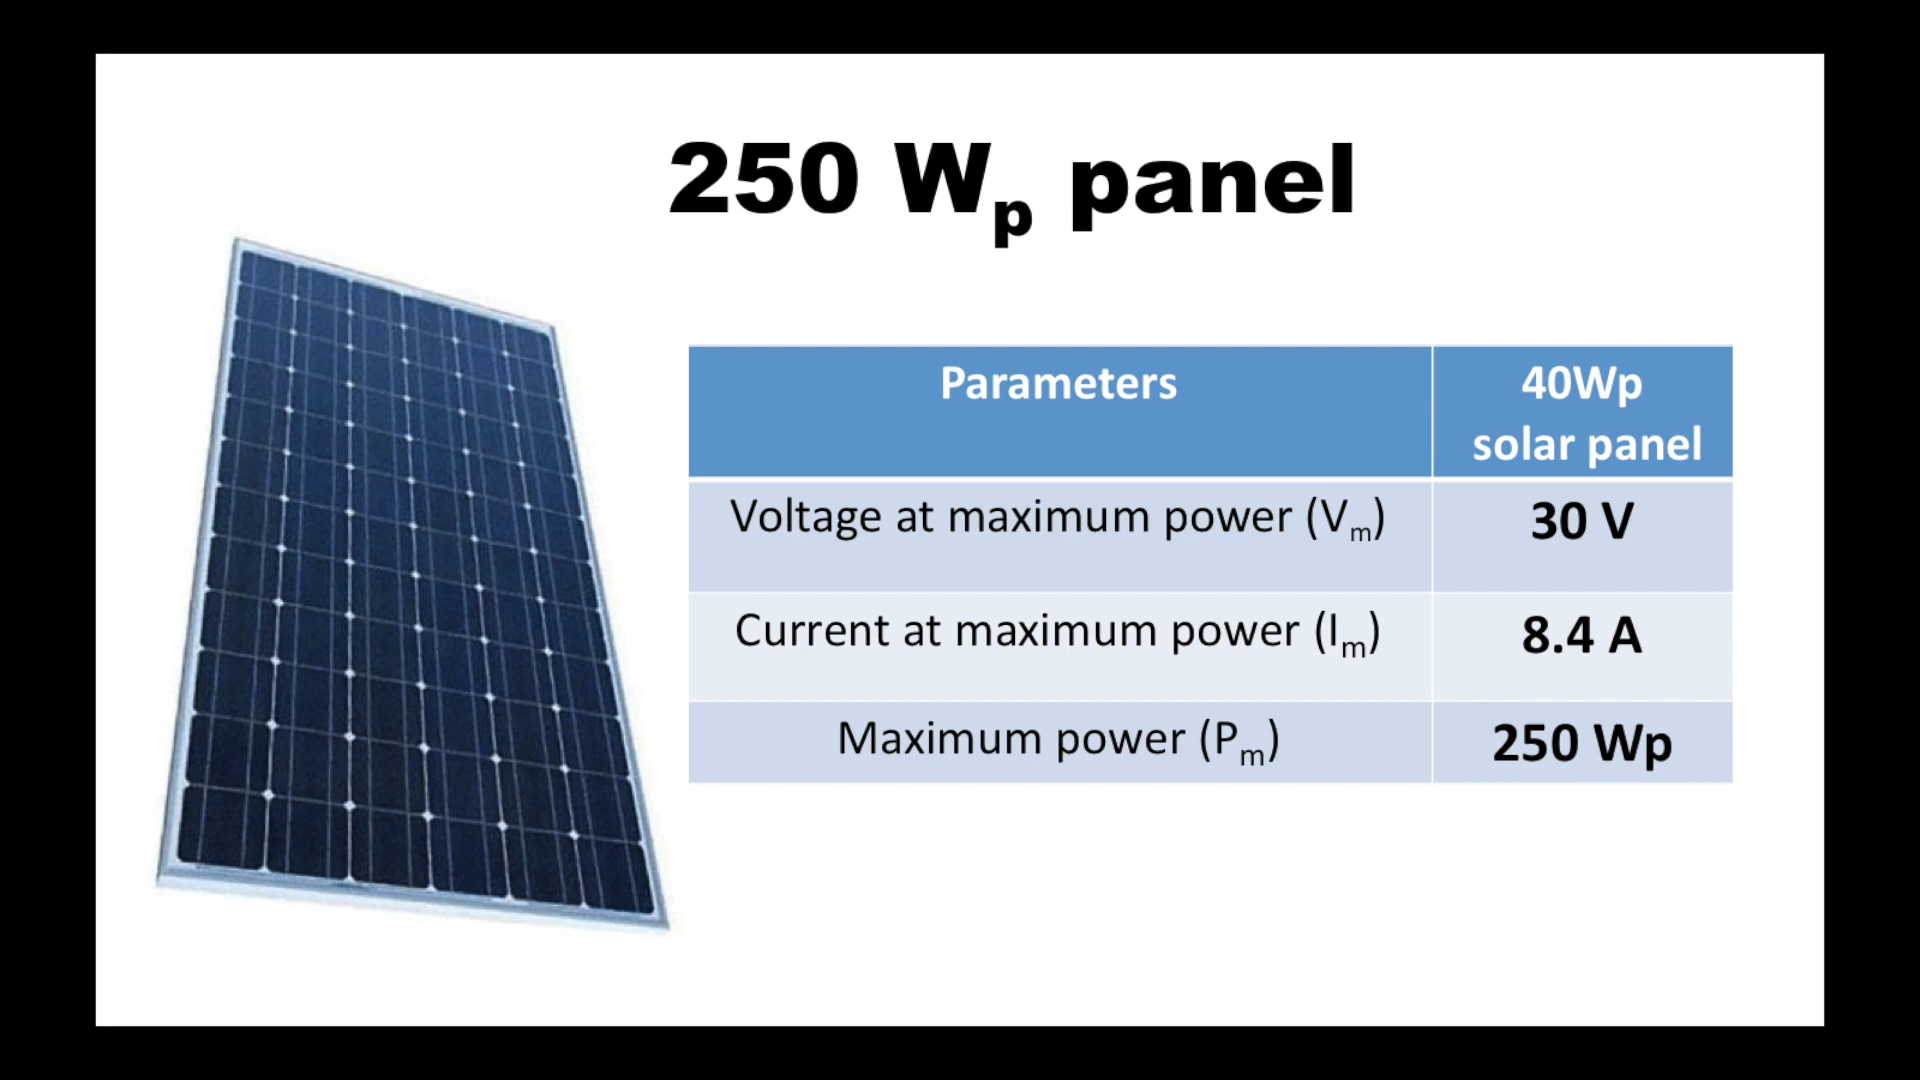 250 Wp panel
Parameters
40Wp
solar panel
Voltage at maximum power (Vm)
30 V
Current at maximum power (Im)
8.4 A
Maximum power (Pm)
250 Wp